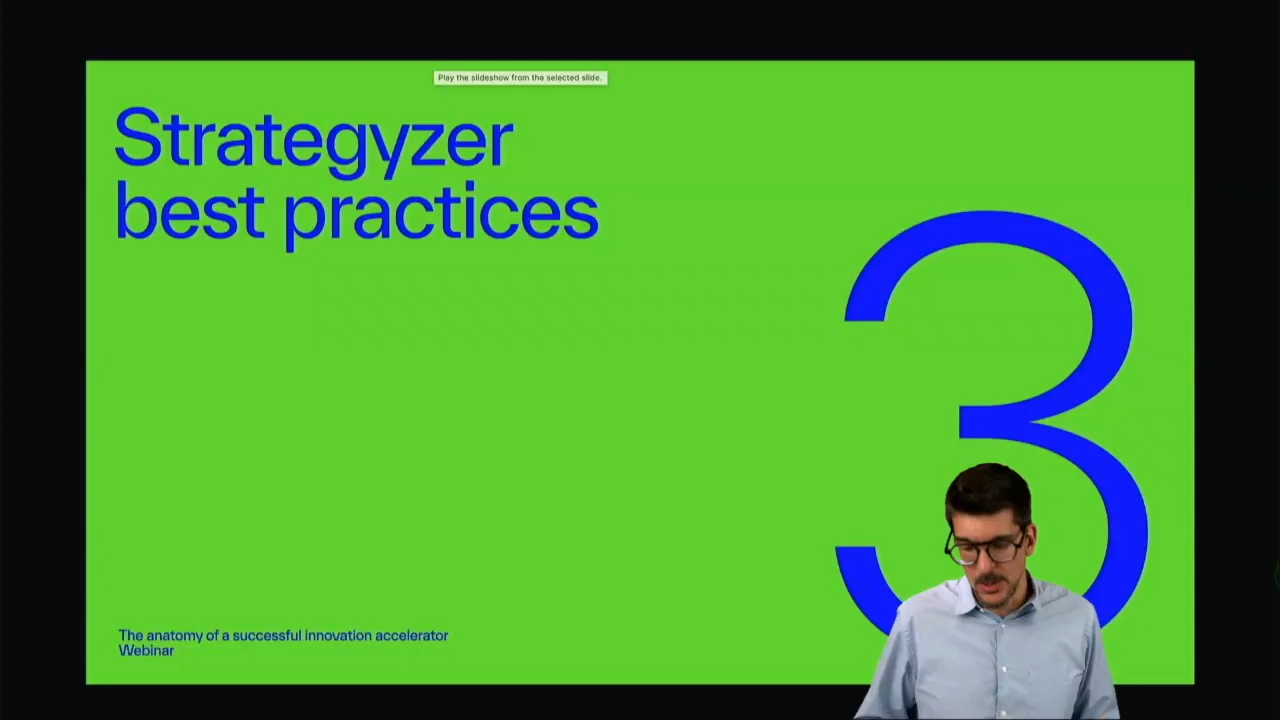 Play the slideshow from the selected slide.
Strategyzer
best practices
3
The anatomy of a successful innovation accelerator
Webinar